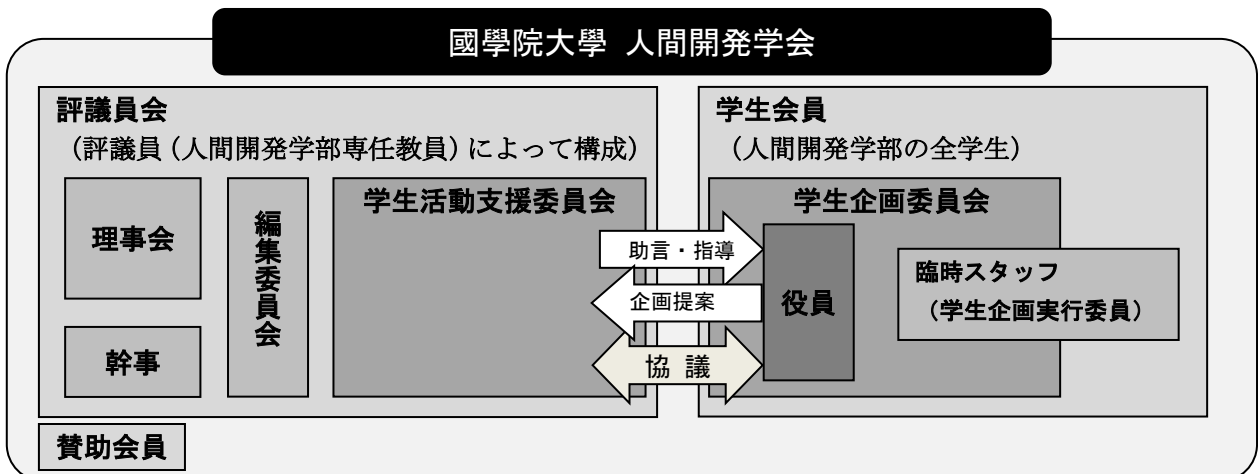 國學院大學 人間開発学会
評議員会
(評議員(人間開発学部専任教員)によって構成)
理事会
幹事
編集委員会
学生活動支援委員会
助言・指導
企画提案
協 議
学生会員
(人間開発学部の全学生)
学生企画委員会
役員
臨時スタッフ
(学生企画実行委員)
賛助会員